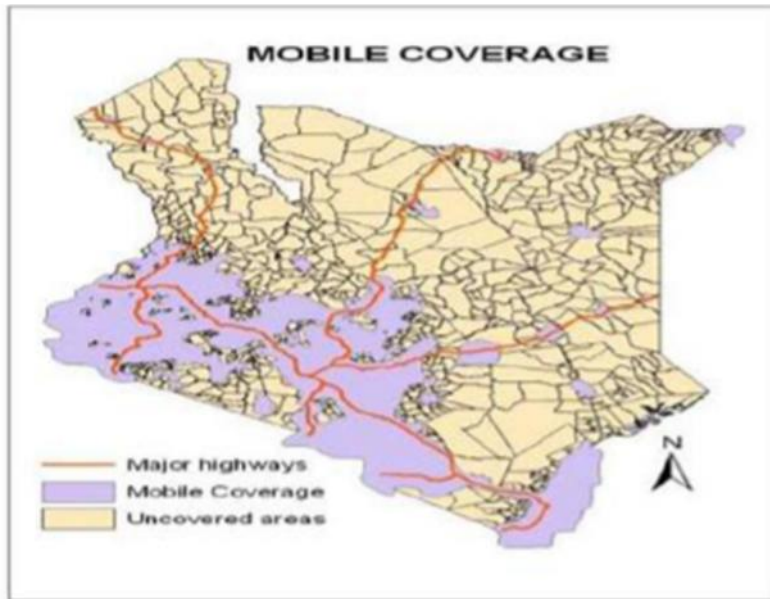 MOBILE COVERAGE
N
Major highways
Mobile Coverage
Uncovered areas